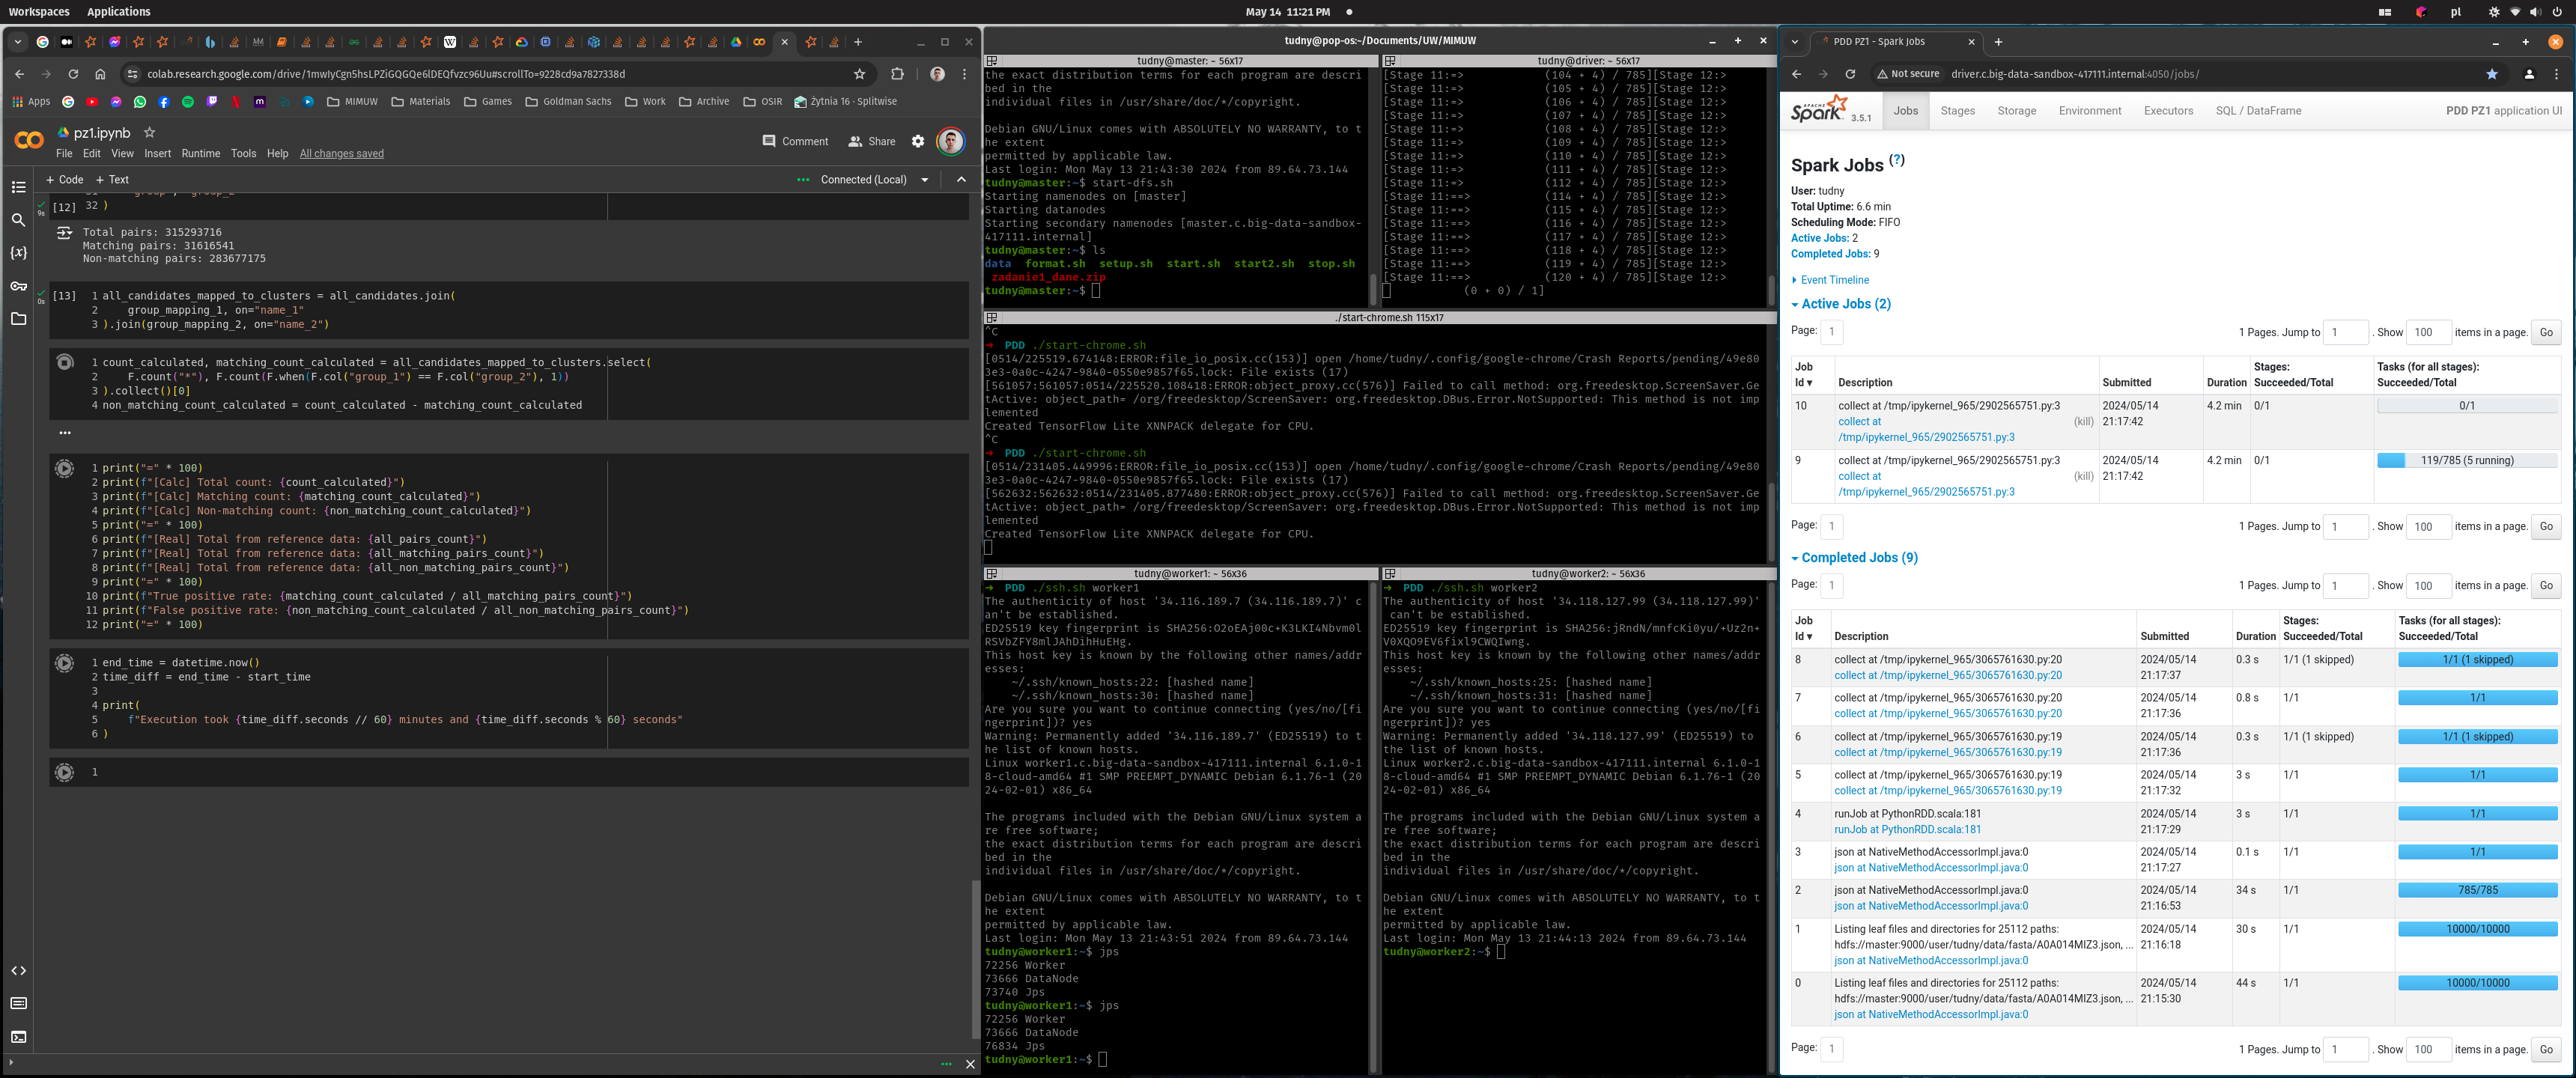 Workspaces Applications
May 14 11:21 PM
pl
colab.research.google.com/drive/1mwIyCgn5hsLPZiGQGQe6lDEQfvzc96Uu#scrollTo=9228cd9a7827338d
Apps
MIMUW Materials Games Goldman Sachs Work Archive OSIR Żytnia 16 - Splitwise
pz1.ipynb
Comment Share
File Edit View Insert Runtime Tools Help All changes saved
+ Code + Text
Connected (Local)
9s
[12] 32 )
Total pairs: 315293716
Matching pairs: 31616541
Non-matching pairs: 283677175
0s
[13] 1 all_candidates_mapped_to_clusters = all_candidates.join(
2 group_mapping_1, on="name_1"
3 ).join(group_mapping_2, on="name_2")
1 count_calculated, matching_count_calculated = all_candidates_mapped_to_clusters.select(
2 F.count("*"), F.count(F.when(F.col("group_1") == F.col("group_2"), 1))
3 ).collect()[0]
4 non_matching_count_calculated = count_calculated - matching_count_calculated
...
1 print("=" * 100)
2 print(f"[Calc] Total count: {count_calculated}")
3 print(f"[Calc] Matching count: {matching_count_calculated}")
4 print(f"[Calc] Non-matching count: {non_matching_count_calculated}")
5 print("=" * 100)
6 print(f"[Real] Total from reference data: {all_pairs_count}")
7 print(f"[Real] Total from reference data: {all_matching_pairs_count}")
8 print(f"[Real] Total from reference data: {all_non_matching_pairs_count}")
9 print("=" * 100)
10 print(f"True positive rate: {matching_count_calculated / all_matching_pairs_count}")
11 print(f"False positive rate: {non_matching_count_calculated / all_non_matching_pairs_count}")
12 print("=" * 100)
1 end_time = datetime.now()
2 time_diff = end_time - start_time
3
4 print(
5 f"Execution took {time_diff.seconds // 60} minutes and {time_diff.seconds % 60} seconds"
6 )
1
tudny@pop-os:~/Documents/UW/MIMUW
tudny@master: ~ 56x17
the exact distribution terms for each program are descri
bed in the
individual files in /usr/share/doc/*/copyright.
Debian GNU/Linux comes with ABSOLUTELY NO WARRANTY, to t
he extent
permitted by applicable law.
Last login: Mon May 13 21:43:30 2024 from 89.64.73.144
tudny@master:~$ start-dfs.sh
Starting namenodes on [master]
Starting datanodes
Starting secondary namenodes [master.c.big-data-sandbox-
417111.internal]
tudny@master:~$ ls
data format.sh setup.sh start.sh start2.sh stop.sh
zadanie1_dane.zip
tudny@master:~$
tudny@driver: ~ 56x17
[Stage 11:=> (104 + 4) / 785][Stage 12:>
[Stage 11:=> (105 + 4) / 785][Stage 12:>
[Stage 11:=> (106 + 4) / 785][Stage 12:>
[Stage 11:=> (107 + 4) / 785][Stage 12:>
[Stage 11:=> (108 + 4) / 785][Stage 12:>
[Stage 11:=> (109 + 4) / 785][Stage 12:>
[Stage 11:=> (110 + 4) / 785][Stage 12:>
[Stage 11:=> (111 + 4) / 785][Stage 12:>
[Stage 11:=> (112 + 4) / 785][Stage 12:>
[Stage 11:==> (114 + 4) / 785][Stage 12:>
[Stage 11:==> (115 + 4) / 785][Stage 12:>
[Stage 11:==> (116 + 4) / 785][Stage 12:>
[Stage 11:==> (117 + 4) / 785][Stage 12:>
[Stage 11:==> (118 + 4) / 785][Stage 12:>
[Stage 11:==> (119 + 4) / 785][Stage 12:>
[Stage 11:==> (120 + 4) / 785][Stage 12:>
(0 + 0) / 1]
./start-chrome.sh 115x17
^C
➜ PDD ./start-chrome.sh
[0514/225519.674148:ERROR:file_io_posix.cc(153)] open /home/tudny/.config/google-chrome/Crash Reports/pending/49e80
3e3-0a0c-4247-9840-0550e9857f65.lock: File exists (17)
[561057:561057:0514/225520.108418:ERROR:object_proxy.cc(576)] Failed to call method: org.freedesktop.ScreenSaver.Ge
tActive: object_path= /org/freedesktop/ScreenSaver: org.freedesktop.DBus.Error.NotSupported: This method is not imp
lemented
Created TensorFlow Lite XNNPACK delegate for CPU.
^C
➜ PDD ./start-chrome.sh
[0514/231405.449996:ERROR:file_io_posix.cc(153)] open /home/tudny/.config/google-chrome/Crash Reports/pending/49e80
3e3-0a0c-4247-9840-0550e9857f65.lock: File exists (17)
[562632:562632:0514/231405.877480:ERROR:object_proxy.cc(576)] Failed to call method: org.freedesktop.ScreenSaver.Ge
tActive: object_path= /org/freedesktop/ScreenSaver: org.freedesktop.DBus.Error.NotSupported: This method is not imp
lemented
Created TensorFlow Lite XNNPACK delegate for CPU.
tudny@worker1: ~ 56x36
➜ PDD ./ssh.sh worker1
The authenticity of host '34.116.189.7 (34.116.189.7)' c
an't be established.
ED25519 key fingerprint is SHA256:O2oEAj00c+K3LKI4Nbvm0l
RSVbZFY8mlJAhDihHuEHg.
This host key is known by the following other names/addr
esses:
~/.ssh/known_hosts:22: [hashed name]
~/.ssh/known_hosts:30: [hashed name]
Are you sure you want to continue connecting (yes/no/[fi
ngerprint])? yes
Warning: Permanently added '34.116.189.7' (ED25519) to t
he list of known hosts.
Linux worker1.c.big-data-sandbox-417111.internal 6.1.0-1
8-cloud-amd64 #1 SMP PREEMPT_DYNAMIC Debian 6.1.76-1 (20
24-02-01) x86_64
The programs included with the Debian GNU/Linux system a
re free software;
the exact distribution terms for each program are descri
bed in the
individual files in /usr/share/doc/*/copyright.
Debian GNU/Linux comes with ABSOLUTELY NO WARRANTY, to t
he extent
permitted by applicable law.
Last login: Mon May 13 21:43:51 2024 from 89.64.73.144
tudny@worker1:~$ jps
72256 Worker
73666 DataNode
73740 Jps
tudny@worker1:~$ jps
72256 Worker
73666 DataNode
76834 Jps
tudny@worker1:~$
tudny@worker2: ~ 56x36
➜ PDD ./ssh.sh worker2
The authenticity of host '34.118.127.99 (34.118.127.99)'
can't be established.
ED25519 key fingerprint is SHA256:jRndN/mnfcKi0yu/+Uz2n+
V0XQO9EV6fixl9CWQIwng.
This host key is known by the following other names/addr
esses:
~/.ssh/known_hosts:25: [hashed name]
~/.ssh/known_hosts:31: [hashed name]
Are you sure you want to continue connecting (yes/no/[fi
ngerprint])? yes
Warning: Permanently added '34.118.127.99' (ED25519) to
the list of known hosts.
Linux worker2.c.big-data-sandbox-417111.internal 6.1.0-1
8-cloud-amd64 #1 SMP PREEMPT_DYNAMIC Debian 6.1.76-1 (20
24-02-01) x86_64
The programs included with the Debian GNU/Linux system a
re free software;
the exact distribution terms for each program are descri
bed in the
individual files in /usr/share/doc/*/copyright.
Debian GNU/Linux comes with ABSOLUTELY NO WARRANTY, to t
he extent
permitted by applicable law.
Last login: Mon May 13 21:44:13 2024 from 89.64.73.144
tudny@worker2:~$
PDD PZ1 - Spark Jobs
Not secure driver.c.big-data-sandbox-417111.internal:4050/jobs/
APACHE Spark 3.5.1 Jobs Stages Storage Environment Executors SQL / DataFrame PDD PZ1 application UI
Spark Jobs (?)
User: tudny
Total Uptime: 6.6 min
Scheduling Mode: FIFO
Active Jobs: 2
Completed Jobs: 9
Event Timeline
Active Jobs (2)
Page: 1 1 Pages. Jump to 1 . Show 100 items in a page. Go
Job Id ▾ Description Submitted Duration Stages: Succeeded/Total Tasks (for all stages): Succeeded/Total
10 collect at /tmp/ipykernel_965/2902565751.py:3 2024/05/14 4.2 min 0/1 0/1
collect at (kill) 21:17:42
/tmp/ipykernel_965/2902565751.py:3
9 collect at /tmp/ipykernel_965/2902565751.py:3 2024/05/14 4.2 min 0/1 119/785 (5 running)
collect at (kill) 21:17:42
/tmp/ipykernel_965/2902565751.py:3
Page: 1 1 Pages. Jump to 1 . Show 100 items in a page. Go
Completed Jobs (9)
Page: 1 1 Pages. Jump to 1 . Show 100 items in a page. Go
Job Id ▾ Description Submitted Duration Stages: Succeeded/Total Tasks (for all stages): Succeeded/Total
8 collect at /tmp/ipykernel_965/3065761630.py:20 2024/05/14 0.3 s 1/1 (1 skipped) 1/1 (1 skipped)
collect at /tmp/ipykernel_965/3065761630.py:20 21:17:37
7 collect at /tmp/ipykernel_965/3065761630.py:20 2024/05/14 0.8 s 1/1 1/1
collect at /tmp/ipykernel_965/3065761630.py:20 21:17:36
6 collect at /tmp/ipykernel_965/3065761630.py:19 2024/05/14 0.3 s 1/1 (1 skipped) 1/1 (1 skipped)
collect at /tmp/ipykernel_965/3065761630.py:19 21:17:36
5 collect at /tmp/ipykernel_965/3065761630.py:19 2024/05/14 3 s 1/1 1/1
collect at /tmp/ipykernel_965/3065761630.py:19 21:17:32
4 runJob at PythonRDD.scala:181 2024/05/14 3 s 1/1 1/1
runJob at PythonRDD.scala:181 21:17:29
3 json at NativeMethodAccessorImpl.java:0 2024/05/14 0.1 s 1/1 1/1
json at NativeMethodAccessorImpl.java:0 21:17:27
2 json at NativeMethodAccessorImpl.java:0 2024/05/14 34 s 1/1 785/785
json at NativeMethodAccessorImpl.java:0 21:16:53
1 Listing leaf files and directories for 25112 paths: 2024/05/14 30 s 1/1 10000/10000
hdfs://master:9000/user/tudny/data/fasta/A0A014MIZ3.json, ... 21:16:18
json at NativeMethodAccessorImpl.java:0
0 Listing leaf files and directories for 25112 paths: 2024/05/14 44 s 1/1 10000/10000
hdfs://master:9000/user/tudny/data/fasta/A0A014MIZ3.json, ... 21:15:30
json at NativeMethodAccessorImpl.java:0
Page: 1 1 Pages. Jump to 1 . Show 100 items in a page. Go